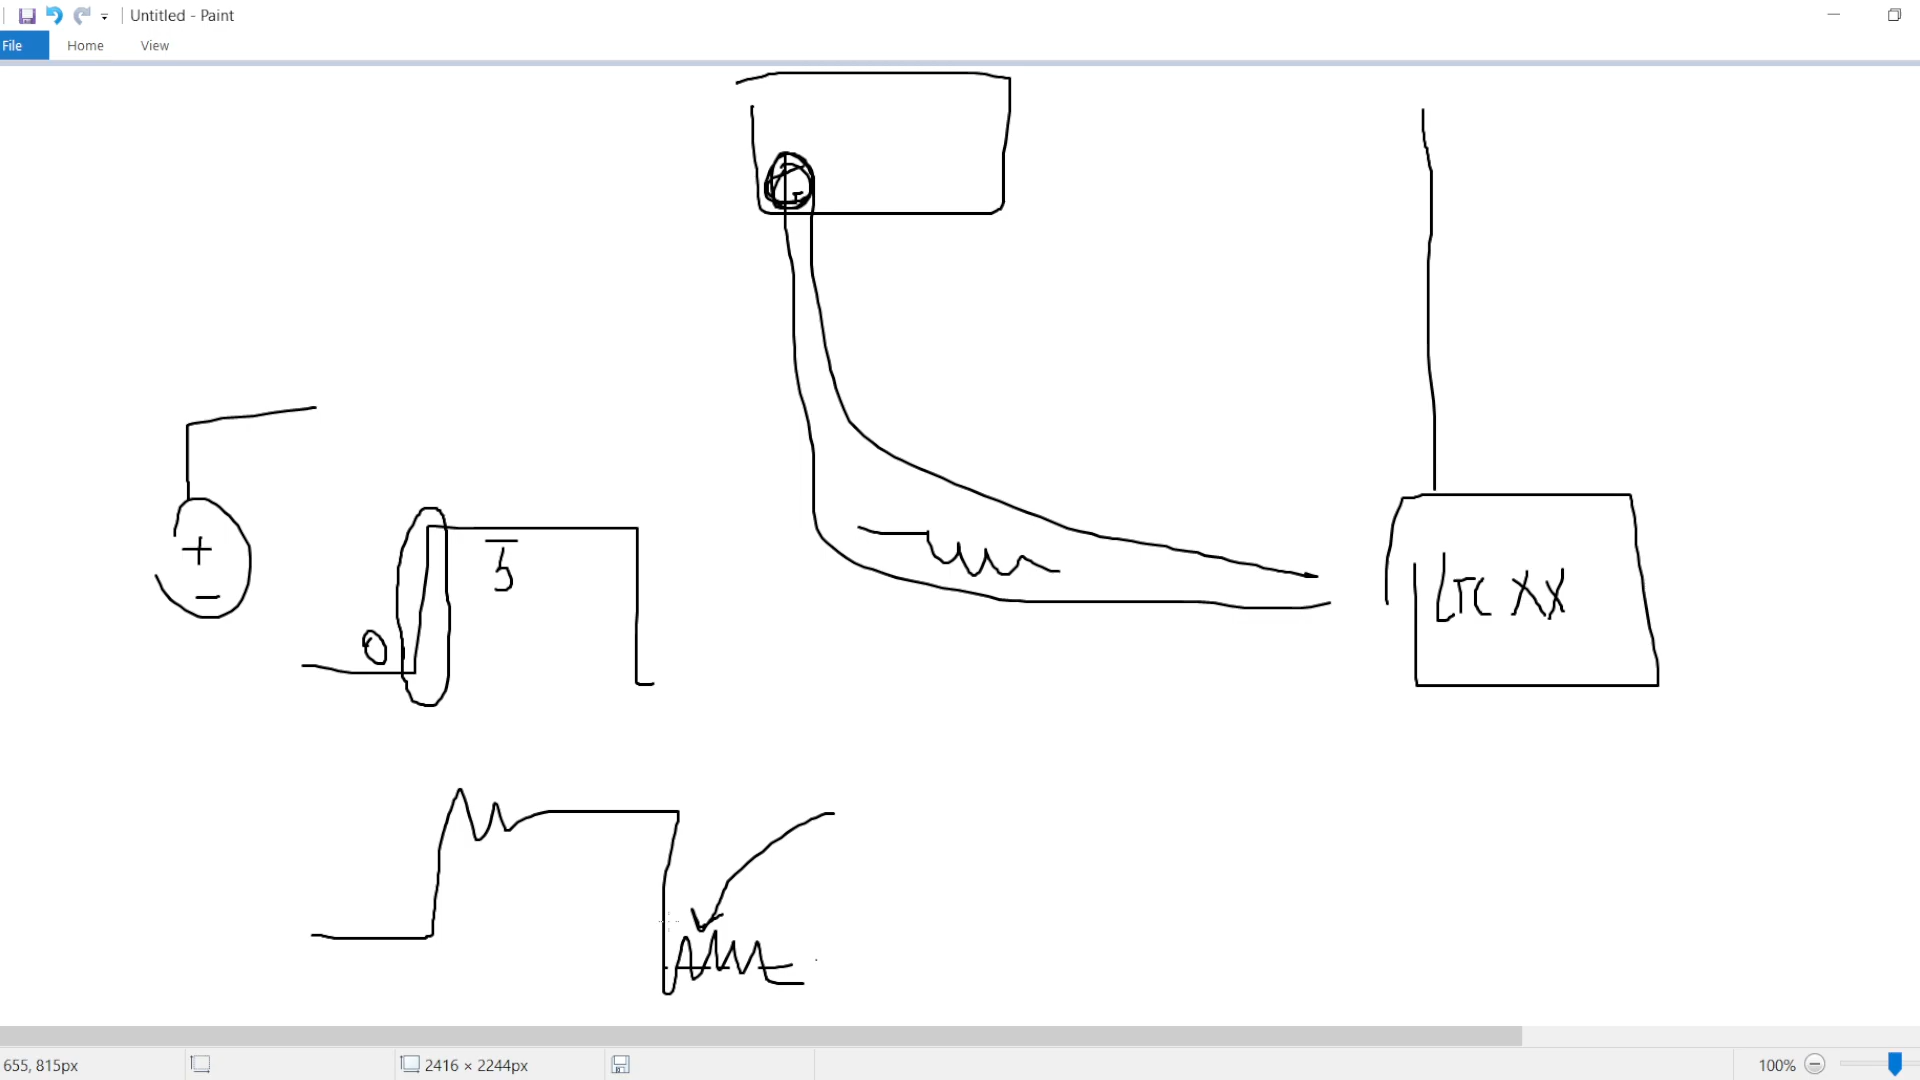 Untitled - Paint
File Home View
+
-
0
5
LTC XX
655, 815px
2416 × 2244px
100%